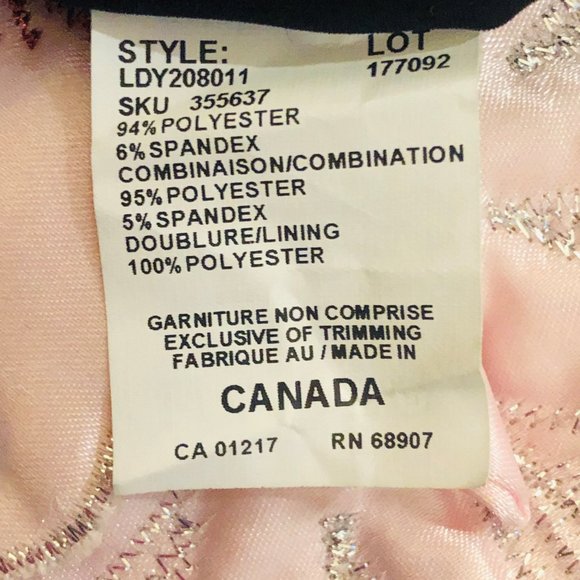 STYLE: LOT
LDY208011 177092
SKU 355637
94% POLYESTER
6% SPANDEX
COMBINAISON/COMBINATION
95% POLYESTER
5% SPANDEX
DOUBLURE/LINING
100% POLYESTER
GARNITURE NON COMPRISE
EXCLUSIVE OF TRIMMING
FABRIQUE AU / MADE IN
CANADA
CA 01217 RN 68907